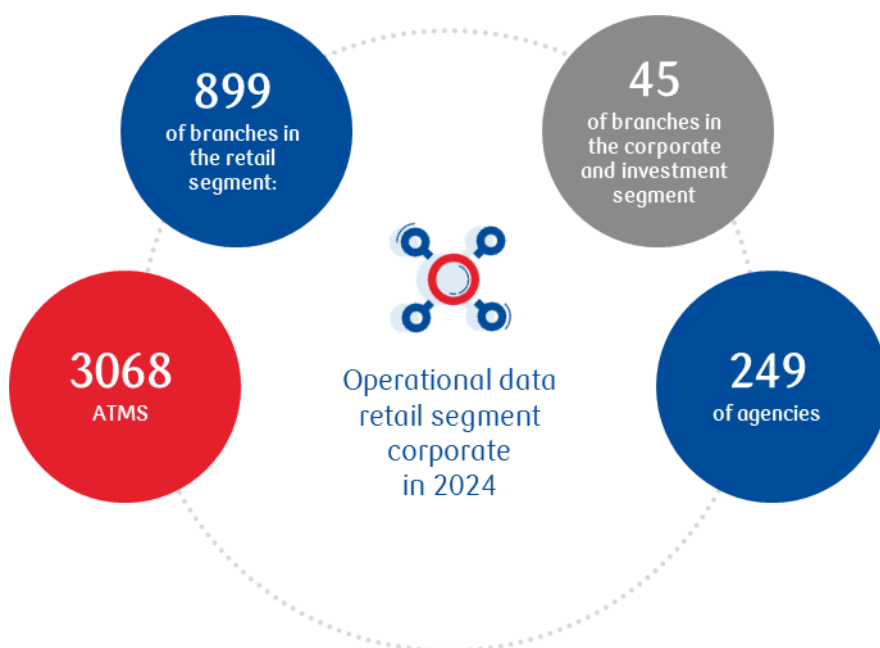 899
of branches in
the retail
segment:
45
of branches in
the corporate
and investment
segment
3068
ATMS
Operational data
retail segment
corporate
in 2024
249
of agencies